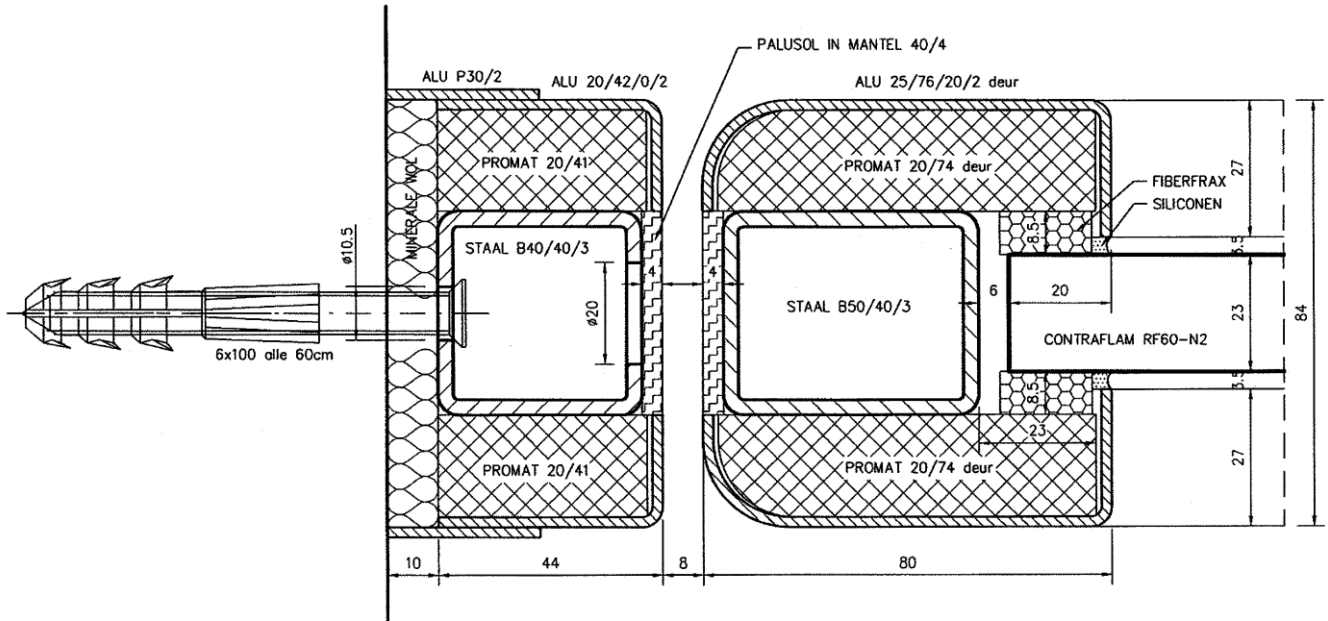 PALUSOL IN MANTEL 40/4
ALU P30/2
ALU 20/42/0/2
ALU 25/76/20/2 deur
MINERALE WOL
PROMAT 20/41
PROMAT 20/74 deur
27
FIBERFRAX
SILICONEN
ø10,5
STAAL B40/40/3
8.5
3.5
4
4
ø20
STAAL B50/40/3
6
20
23
84
CONTRAFLAM RF60-N2
6x100 alle 60cm
8.5
3.5
23
PROMAT 20/41
PROMAT 20/74 deur
27
10
44
8
80